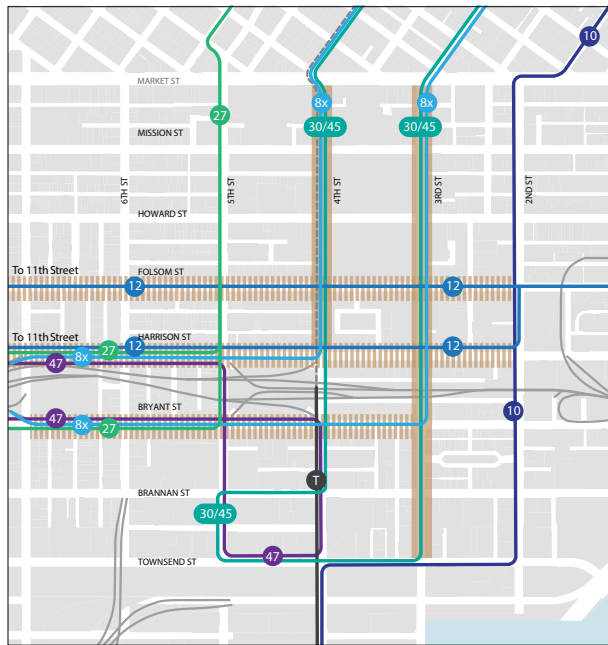 10
MARKET ST
8x
8x
27
30/45
30/45
MISSION ST
6TH ST
5TH ST
4TH ST
3RD ST
2ND ST
HOWARD ST
To 11th Street
FOLSOM ST
12
12
To 11th Street
HARRISON ST
27
12
12
47
8x
BRYANT ST
47
8x
27
10
T
BRANNAN ST
30/45
47
TOWNSEND ST